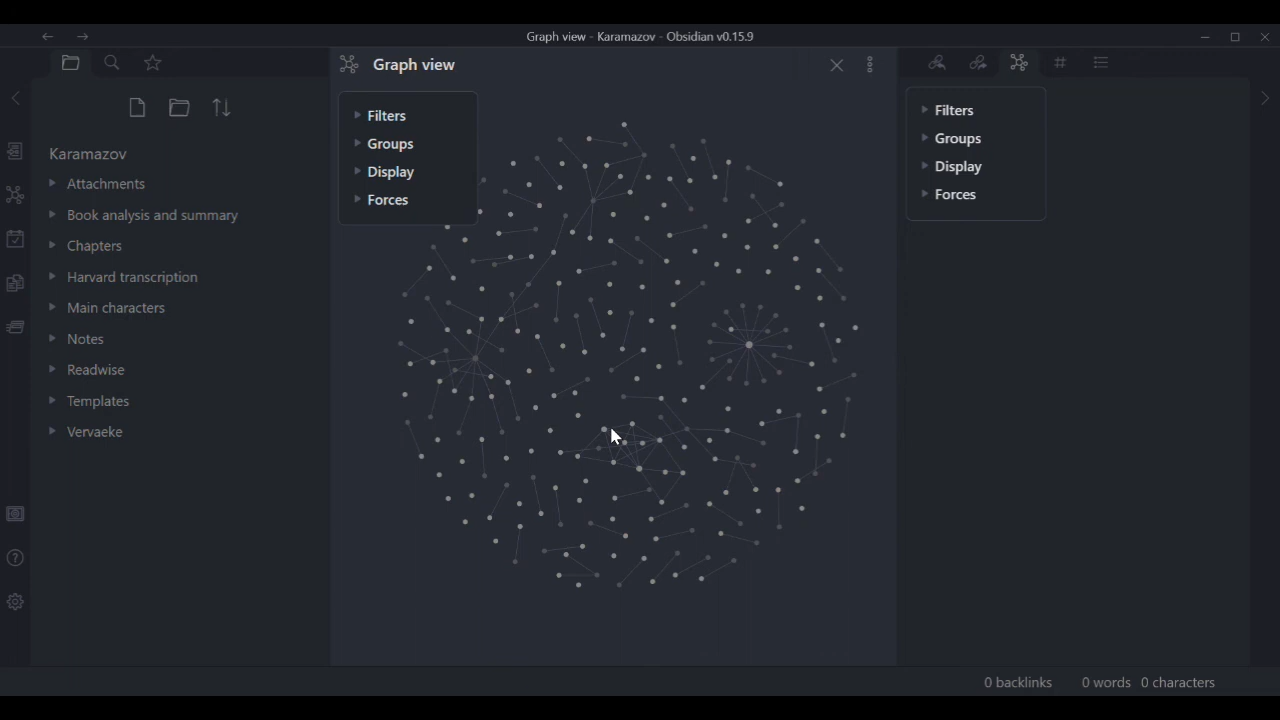 Graph view - Karamazov - Obsidian v0.15.9
Graph view
Filters
Groups
Display
Forces
Karamazov
Attachments
Book analysis and summary
Chapters
Harvard transcription
Main characters
Notes
Readwise
Templates
Vervaeke
Filters
Groups
Display
Forces
0 backlinks 0 words 0 characters